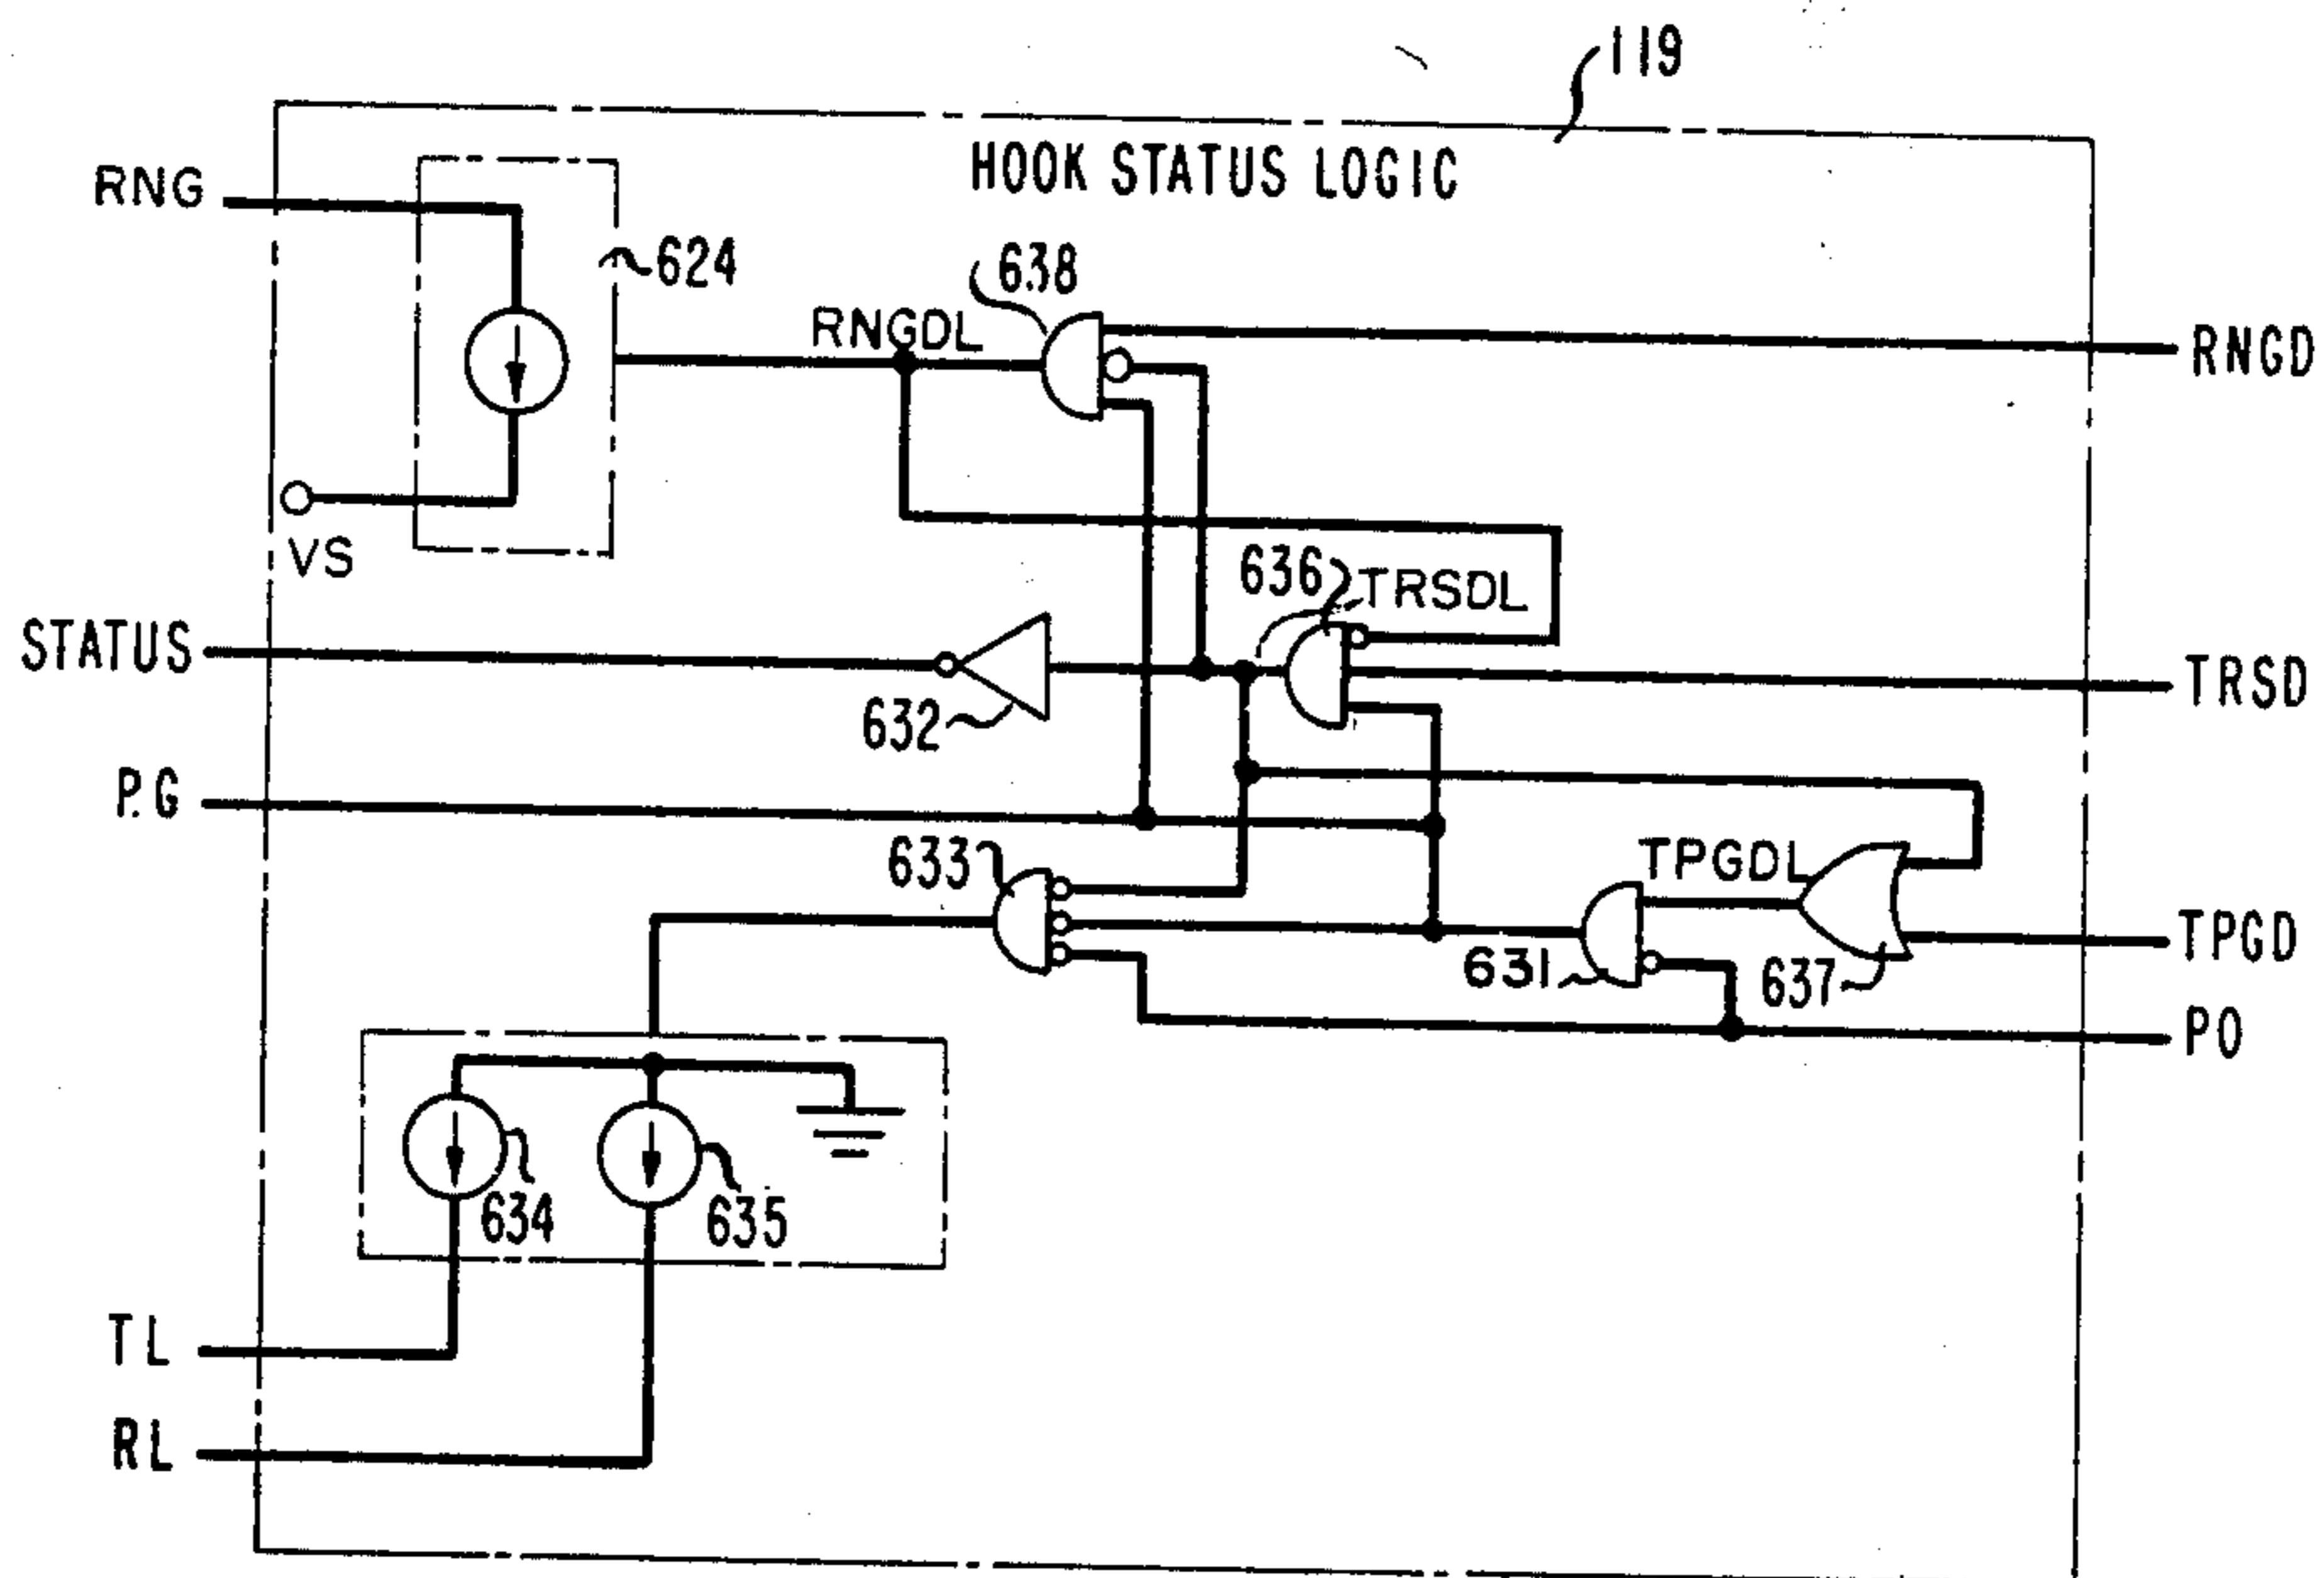 119
HOOK STATUS LOGIC
RNG
624
638
RNGDL
RNGD
VS
636
TRSDL
STATUS
TRSD
632
P.G
633
TPGDL
TPGD
631
637
PO
634
635
TL
RL